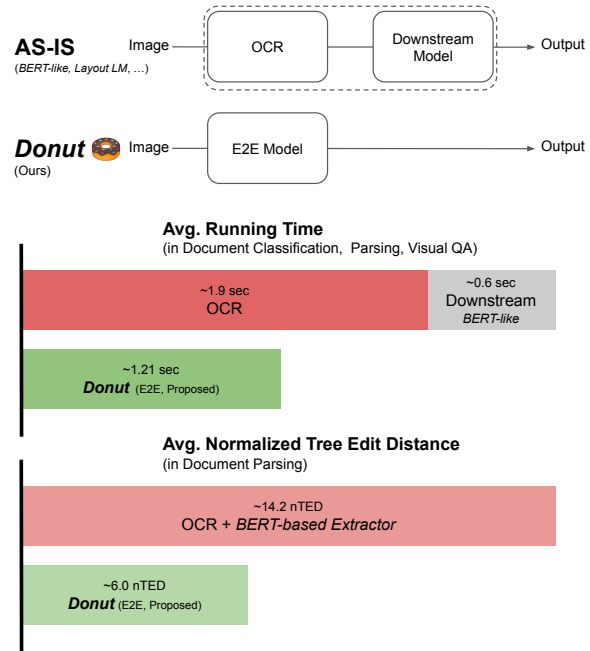 AS-IS
(BERT-like, Layout LM, ...)
Image
OCR
Downstream
Model
Output
Donut
(Ours)
Image
E2E Model
Output
Avg. Running Time
(in Document Classification, Parsing, Visual QA)
~1.9 sec
OCR
~0.6 sec
Downstream
BERT-like
~1.21 sec
Donut (E2E, Proposed)
Avg. Normalized Tree Edit Distance
(in Document Parsing)
~14.2 nTED
OCR + BERT-based Extractor
~6.0 nTED
Donut (E2E, Proposed)